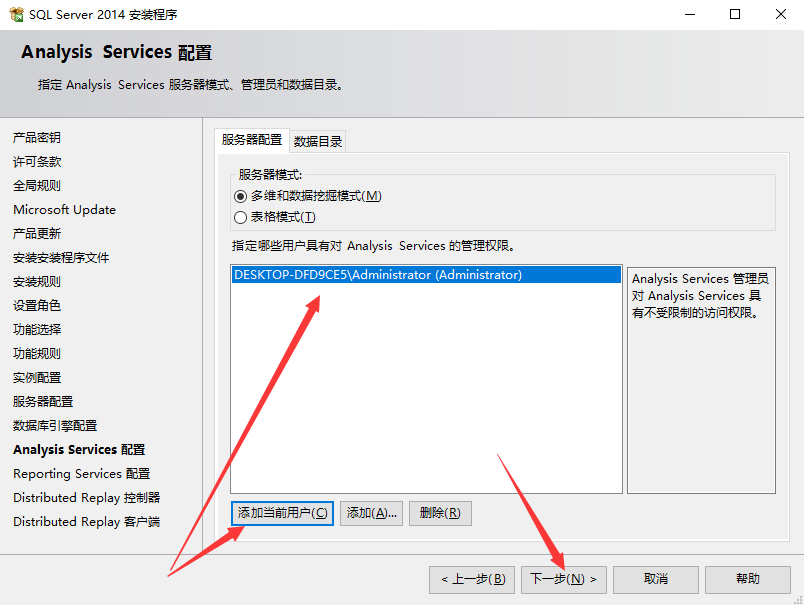 SQL Server 2014 安装程序
Analysis Services 配置
指定 Analysis Services 服务器模式、管理员和数据目录。
产品密钥
许可条款
全局规则
Microsoft Update
产品更新
安装安装程序文件
安装规则
设置角色
功能选择
功能规则
实例配置
服务器配置
数据库引擎配置
Analysis Services 配置
Reporting Services 配置
Distributed Replay 控制器
Distributed Replay 客户端
服务器配置 数据目录
服务器模式:
多维和数据挖掘模式(M)
表格模式(T)
指定哪些用户具有对 Analysis Services 的管理权限。
DESKTOP-DFD9CE5\Administrator (Administrator)
Analysis Services 管理员
对 Analysis Services 具
有不受限制的访问权限。
添加当前用户(C) 添加(A)... 删除(R)
< 上一步(B) 下一步(N) > 取消 帮助